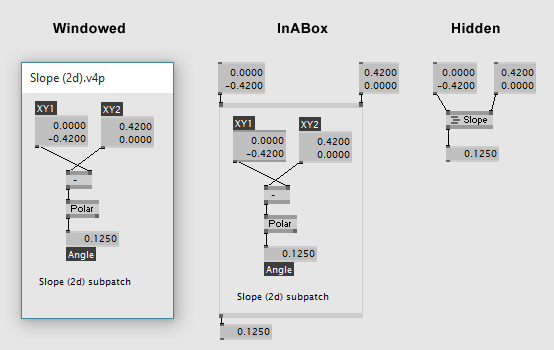 Windowed
InABox
Hidden
Slope (2d).v4p
XY1
XY2
0.0000
-0.4200
0.4200
0.0000
-
Polar
0.1250
Angle
Slope (2d) subpatch
0.0000
-0.4200
0.4200
0.0000
XY1
XY2
0.0000
-0.4200
0.4200
0.0000
-
Polar
0.1250
Angle
Slope (2d) subpatch
0.1250
0.0000
-0.4200
0.4200
0.0000
Slope
0.1250